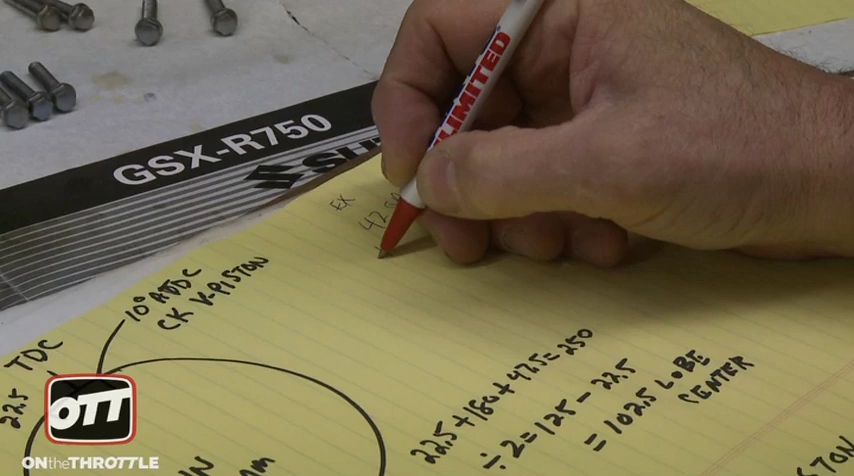 UNLIMITED
GSX-R750
EX
42
10° ATDC
CK V-PISTON
TDC
22.5
22.5+180+47.5=250
÷2=125-22.5
=102.5 LOBE
CENTER
OTT
ONtheTHROTTLE
mm